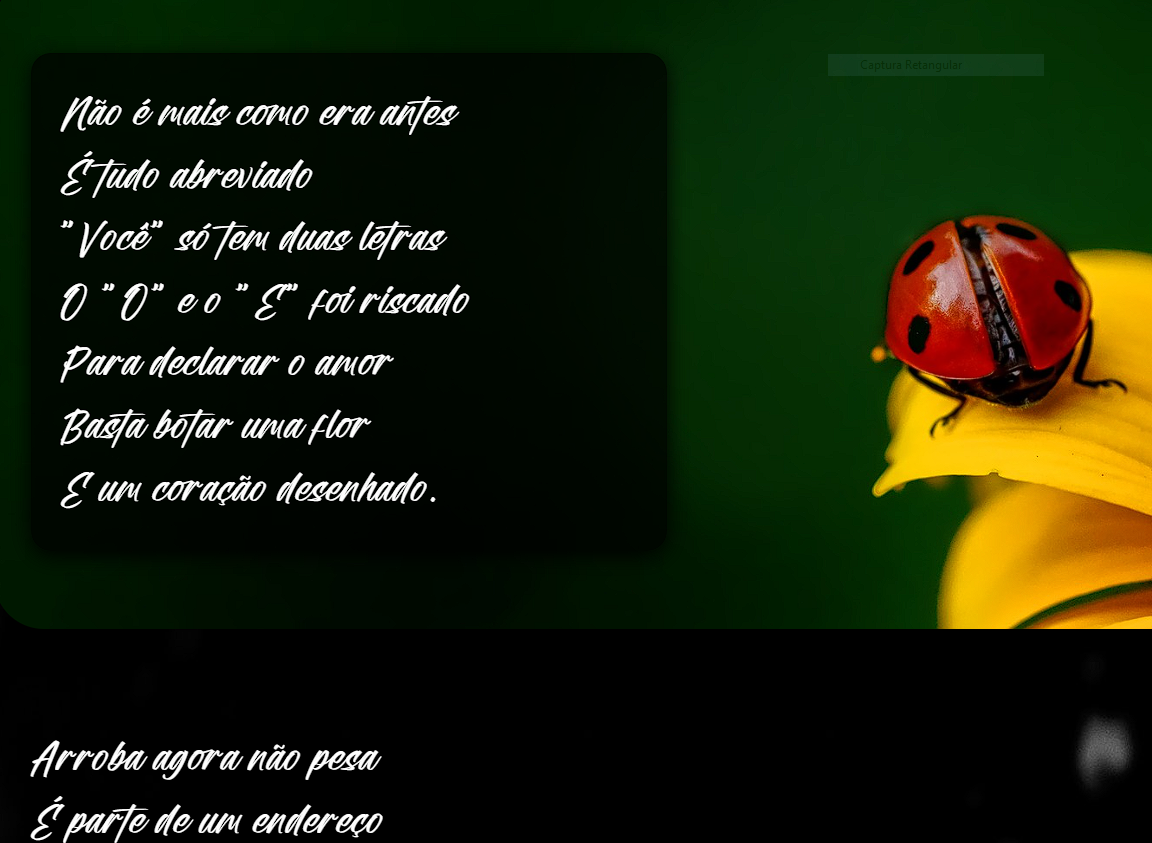 Captura Retangular
Não é mais como era antes
É tudo abreviado
"Você" só tem duas letras
O "O" e o "E" foi riscado
Para declarar o amor
Basta botar uma flor
E um coração desenhado.
Arroba agora não pesa
É parte de um endereço